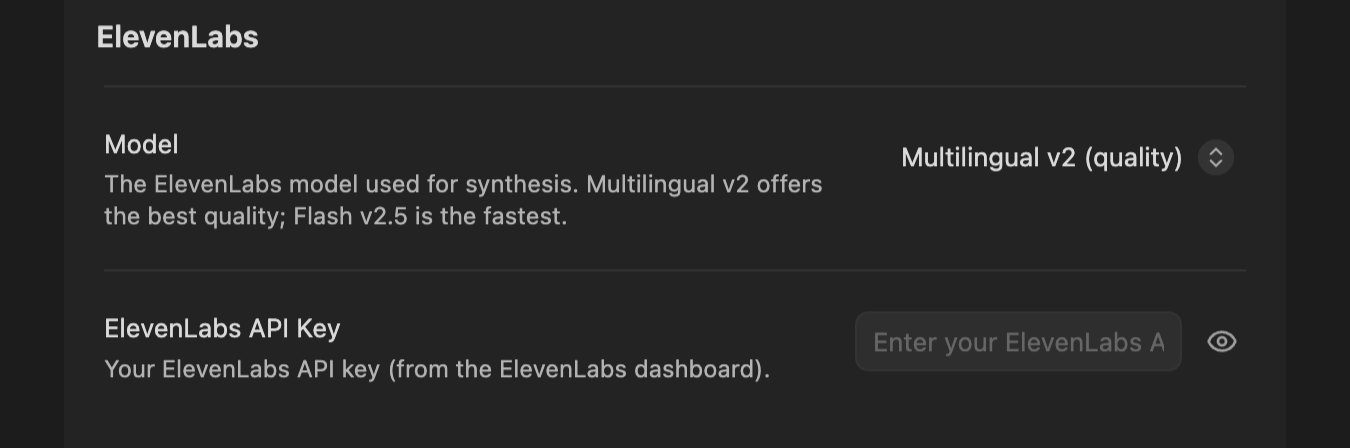 ElevenLabs
Model
Multilingual v2 (quality)
The ElevenLabs model used for synthesis. Multilingual v2 offers
the best quality; Flash v2.5 is the fastest.
ElevenLabs API Key
Enter your ElevenLabs A
Your ElevenLabs API key (from the ElevenLabs dashboard).